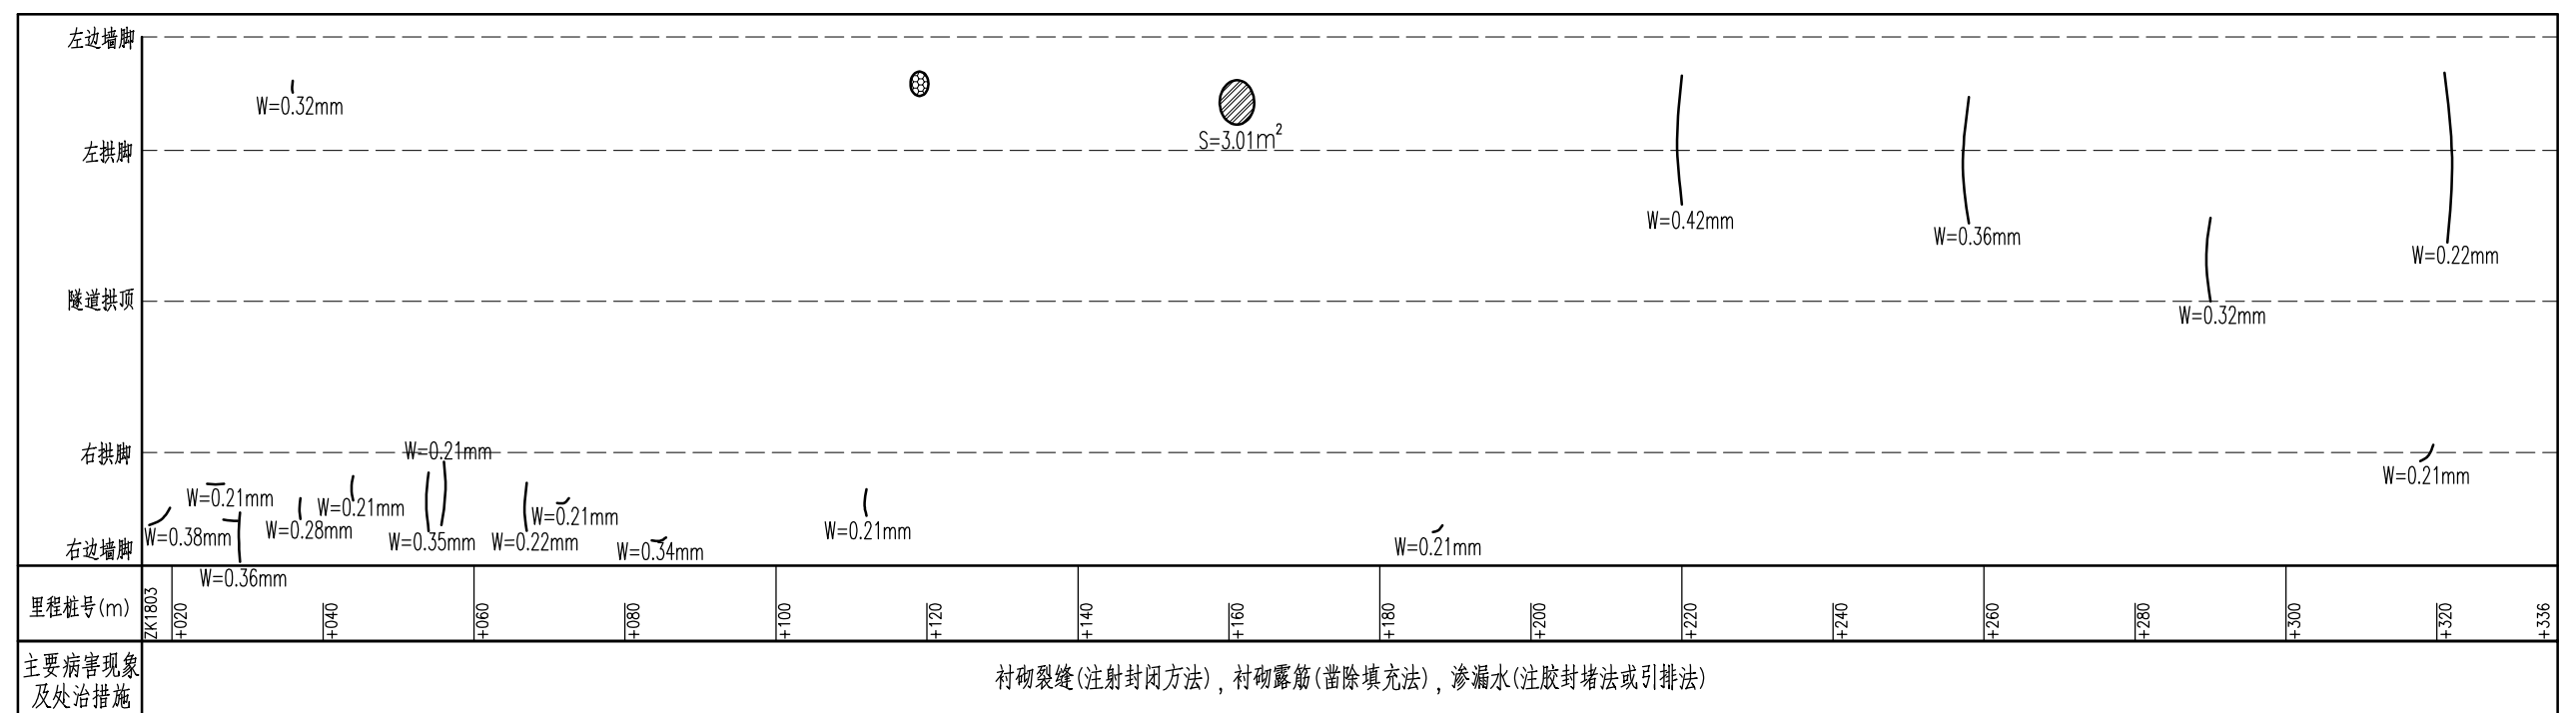 左边墙脚
W=0.32mm
S=3.01m²
左拱脚
W=0.42mm
W=0.36mm
W=0.22mm
隧道拱顶
W=0.32mm
右拱脚
W=0.21mm
W=0.21mm
W=0.21mm
W=0.21mm
W=0.38mm
W=0.28mm
W=0.35mm
W=0.22mm
W=0.21mm
W=0.34mm
W=0.21mm
W=0.21mm
右边墙脚
W=0.36mm
里程桩号(m)
ZK1803
+020
+040
+060
+080
+100
+120
+140
+160
+180
+200
+220
+240
+260
+280
+300
+320
+336
主要病害现象
及处治措施
衬砌裂缝(注射封闭方法)，衬砌露筋(凿除填充法)，渗漏水(注胶封堵法或引排法)